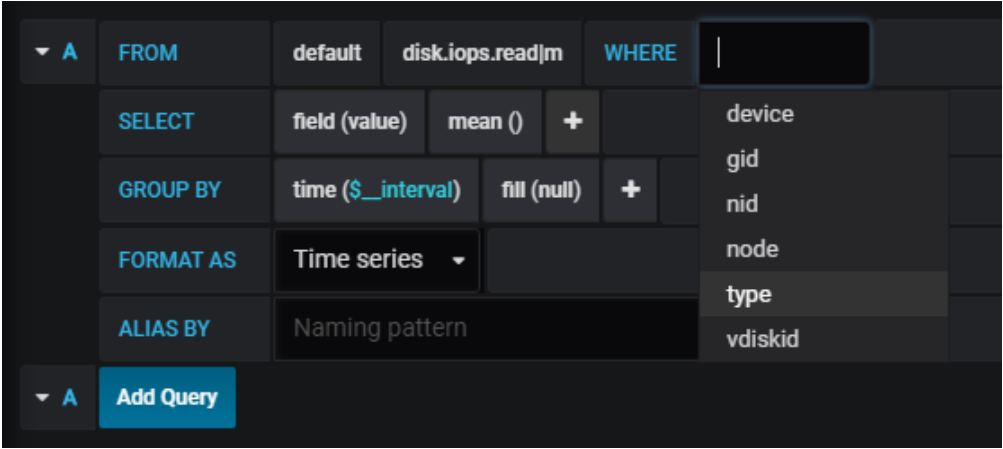 A FROM default disk.iops.read|m WHERE
device
SELECT field (value) mean () +
gid
GROUP BY time ($__interval) fill (null) +
nid
node
FORMAT AS Time series
type
ALIAS BY Naming pattern
vdiskid
A Add Query